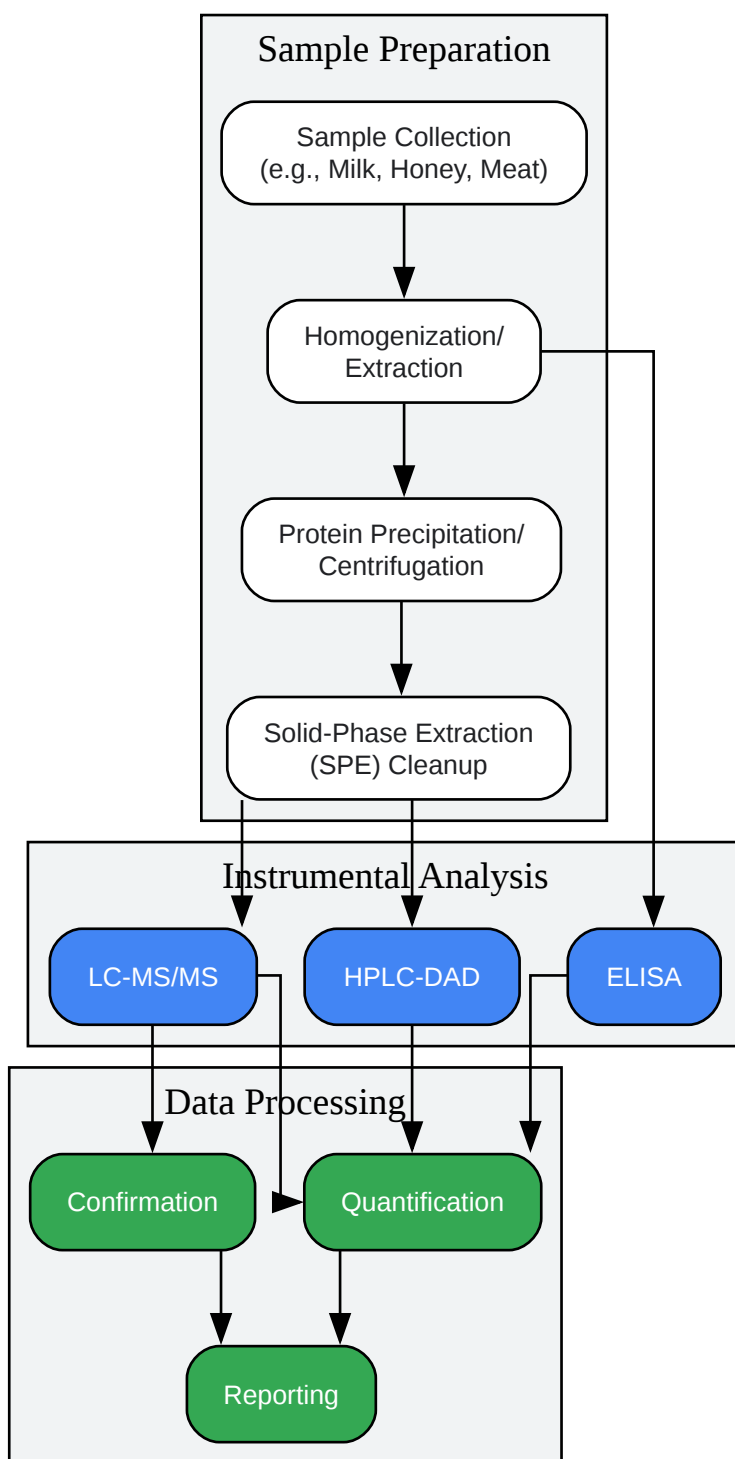 Sample Preparation
Sample Collection
(e.g., Milk, Honey, Meat)
Homogenization/
Extraction
Protein Precipitation/
Centrifugation
Solid-Phase Extraction
(SPE) Cleanup
Instrumental Analysis
LC-MS/MS
HPLC-DAD
ELISA
Data Processing
Confirmation
Quantification
Reporting